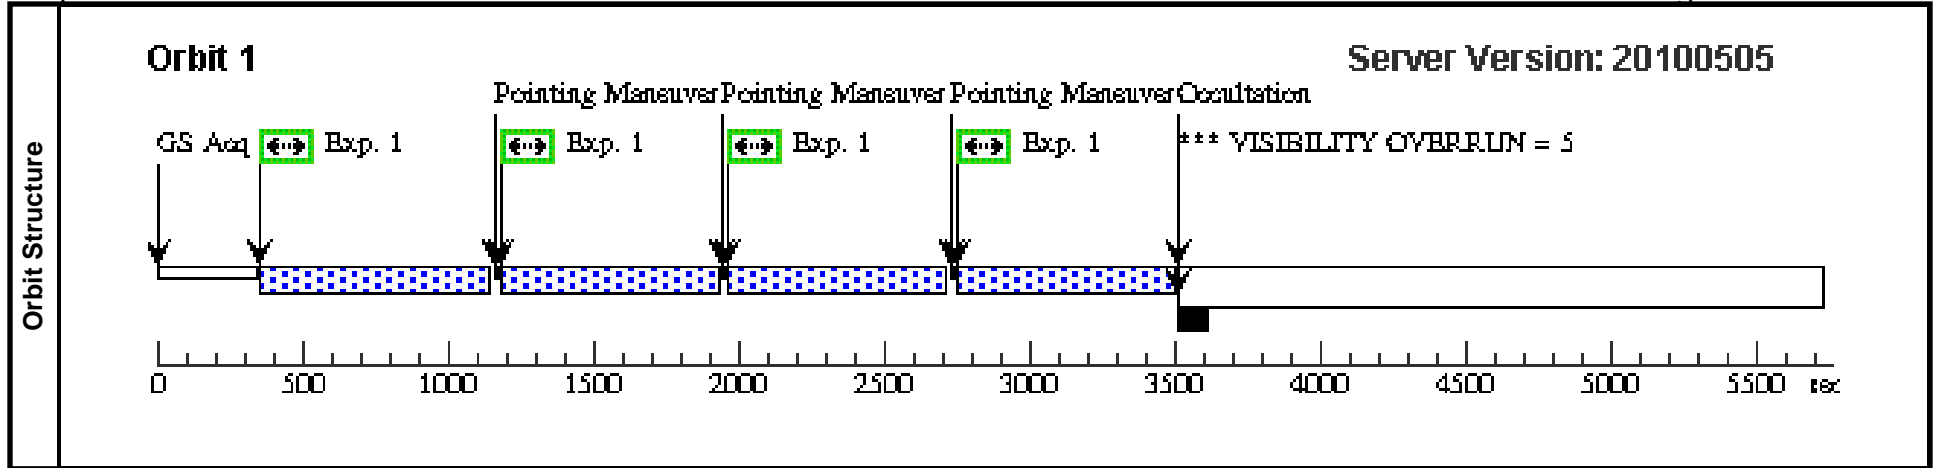 Orbit Structure
Orbit 1
Server Version: 20100505
Pointing Maneuver Pointing Maneuver Pointing Maneuver Occultation
GS Acq Exp. 1 Exp. 1 Exp. 1 Exp. 1 *** VISIBILITY OVERRUN = 5
0 500 1000 1500 2000 2500 3000 3500 4000 4500 5000 5500 sec